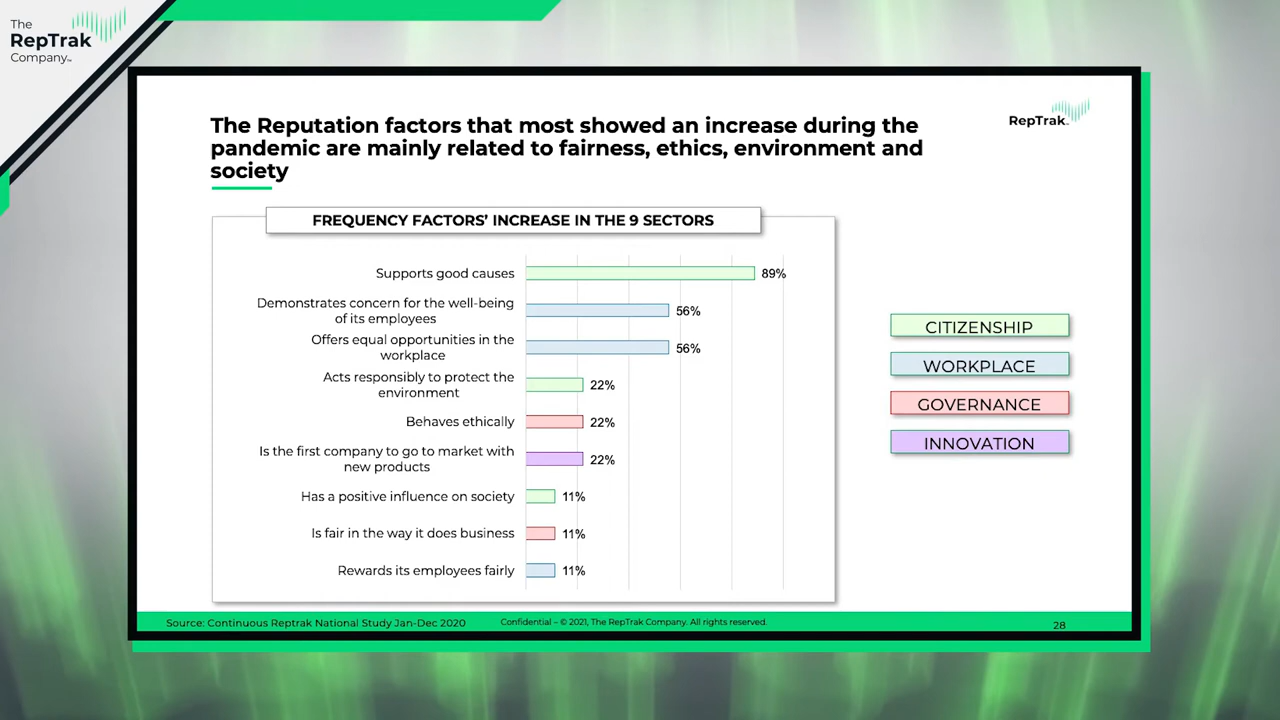 The
RepTrak
Company™
The Reputation factors that most showed an increase during the
pandemic are mainly related to fairness, ethics, environment and
society
RepTrak™
FREQUENCY FACTORS’ INCREASE IN THE 9 SECTORS
Supports good causes
89%
Demonstrates concern for the well-being
of its employees
56%
Offers equal opportunities in the
workplace
56%
Acts responsibly to protect the
environment
22%
Behaves ethically
22%
Is the first company to go to market with
new products
22%
Has a positive influence on society
11%
Is fair in the way it does business
11%
Rewards its employees fairly
11%
CITIZENSHIP
WORKPLACE
GOVERNANCE
INNOVATION
Source: Continuous Reptrak National Study Jan-Dec 2020
Confidential – © 2021, The RepTrak Company. All rights reserved.
28